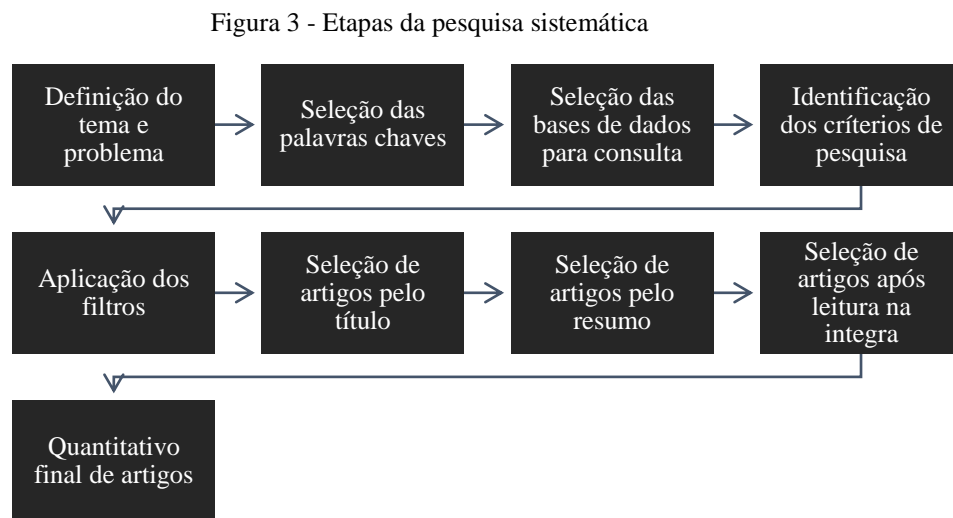 Figura 3 - Etapas da pesquisa sistemática
Definição do
tema e
problema
Seleção das
palavras chaves
Seleção das
bases de dados
para consulta
Identificação
dos críterios de
pesquisa
Aplicação dos
filtros
Seleção de
artigos pelo
título
Seleção de
artigos pelo
resumo
Seleção de
artigos após
leitura na
integra
Quantitativo
final de artigos